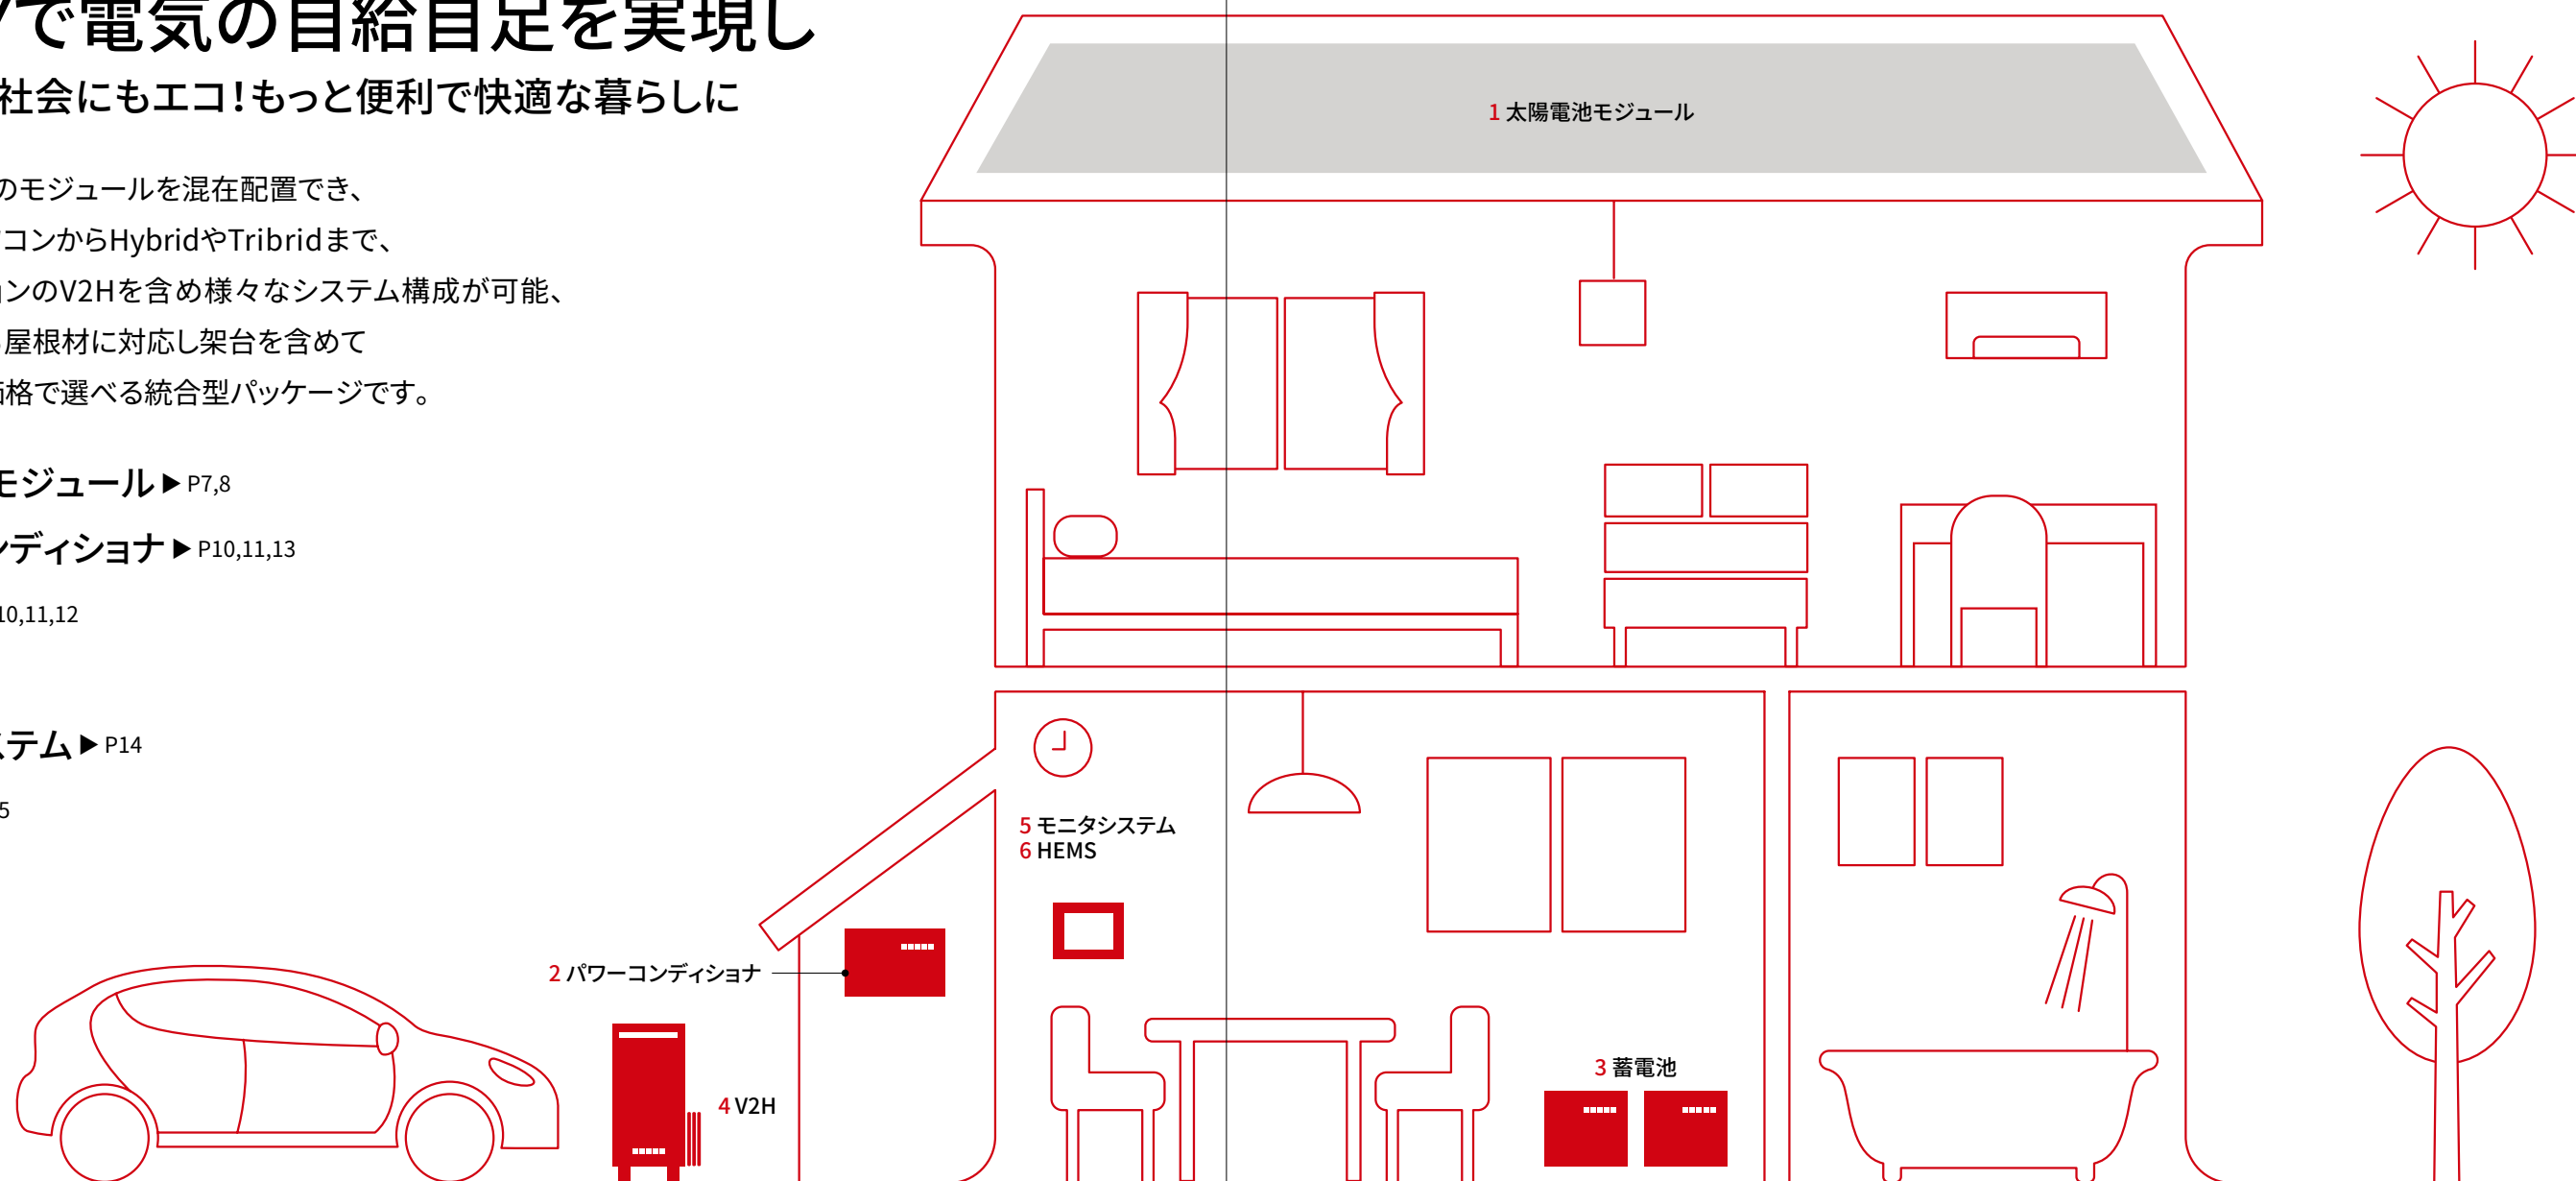 で電気の自給自足を実現し
社会にもエコ！もっと便利で快適な暮らしに
のモジュールを混在配置でき、
コンからHybridやTribridまで、
ンのV2Hを含め様々なシステム構成が可能、
屋根材に対応し架台を含めて
格で選べる統合型パッケージです。
モジュール▶P7,8
ンディショナ▶P10,11,13
10,11,12
ステム▶P14
5
1 太陽電池モジュール
5 モニタシステム
6 HEMS
2 パワーコンディショナ
3 蓄電池
4 V2H